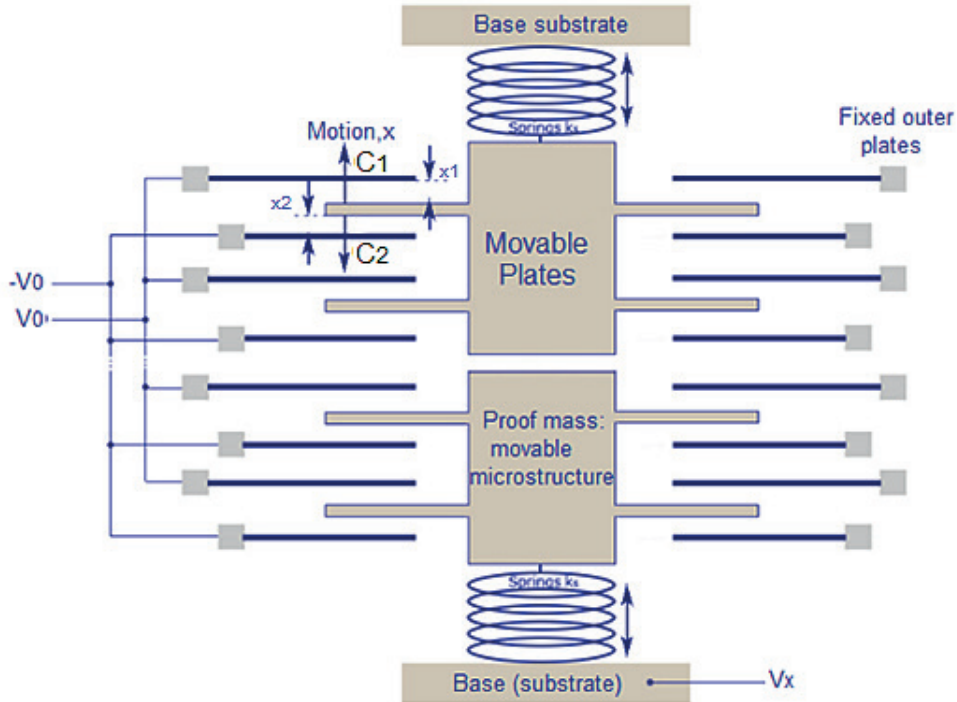 Base substrate
Springs kx
Fixed outer
plates
Motion,x
C1
x1
x2
Movable
Plates
C2
-V0
V0
Proof mass:
movable
microstructure
Springs ks
Base (substrate)
Vx